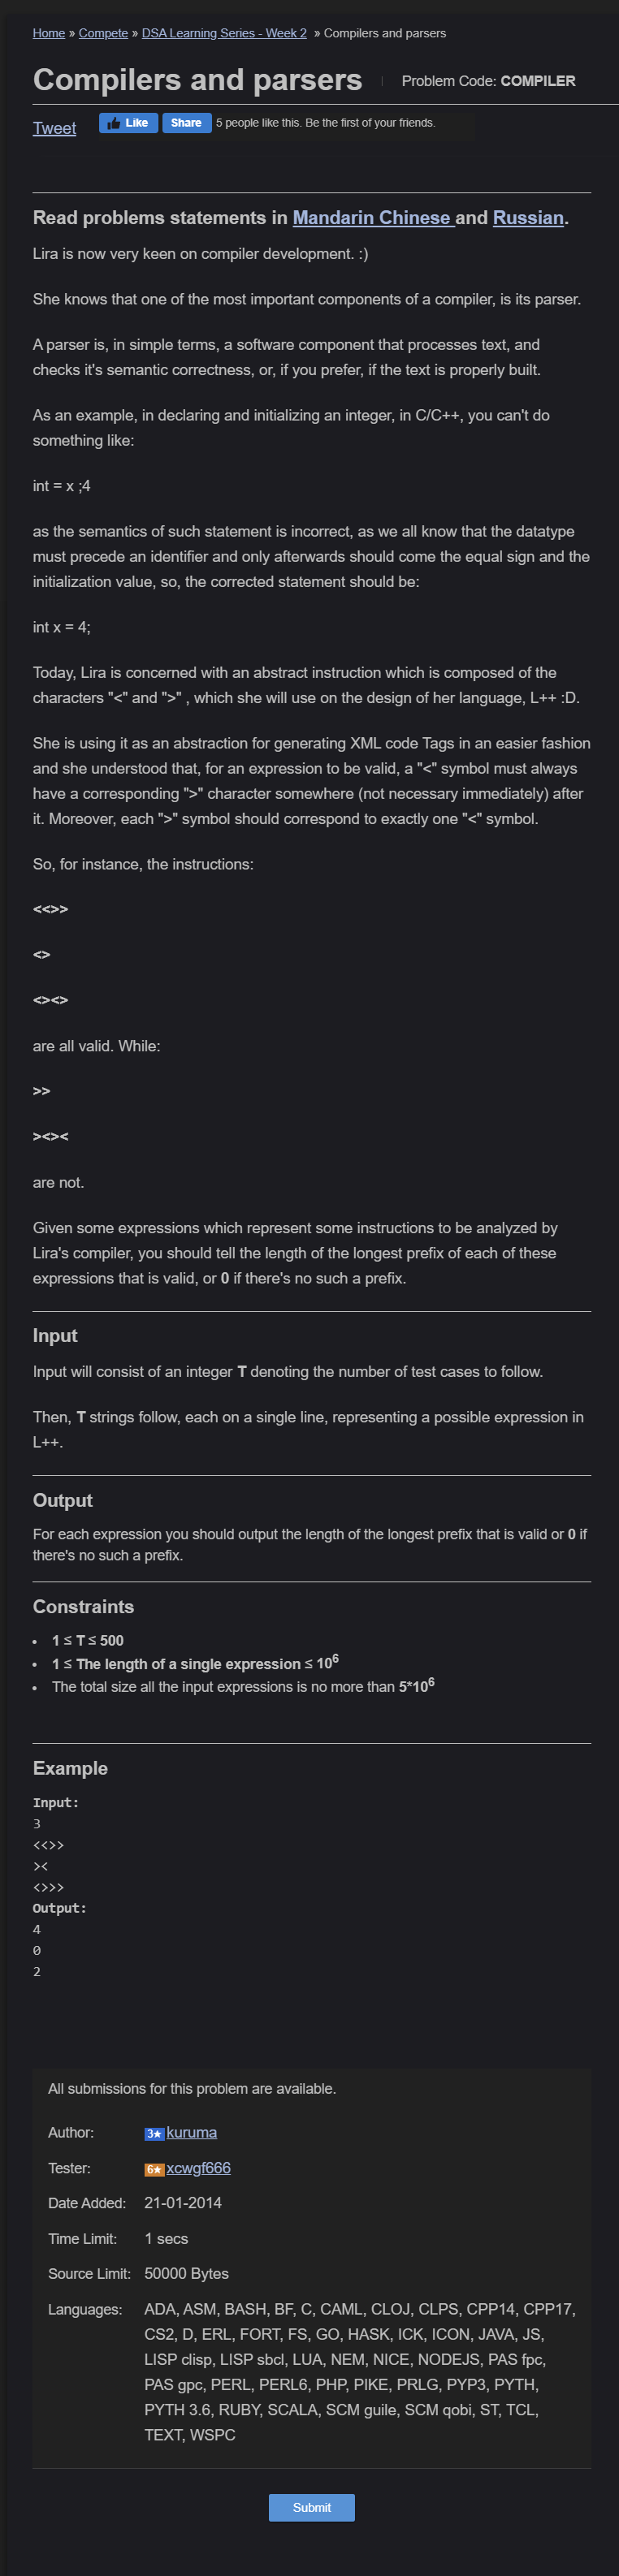 Home » Compete » DSA Learning Series - Week 2 » Compilers and parsers
Compilers and parsers | Problem Code: COMPILER
Tweet Like Share 5 people like this. Be the first of your friends.
Read problems statements in Mandarin Chinese and Russian.
Lira is now very keen on compiler development. :)
She knows that one of the most important components of a compiler, is its parser.
A parser is, in simple terms, a software component that processes text, and
checks it's semantic correctness, or, if you prefer, if the text is properly built.
As an example, in declaring and initializing an integer, in C/C++, you can't do
something like:
int = x ;4
as the semantics of such statement is incorrect, as we all know that the datatype
must precede an identifier and only afterwards should come the equal sign and the
initialization value, so, the corrected statement should be:
int x = 4;
Today, Lira is concerned with an abstract instruction which is composed of the
characters "<" and ">" , which she will use on the design of her language, L++ :D.
She is using it as an abstraction for generating XML code Tags in an easier fashion
and she understood that, for an expression to be valid, a "<" symbol must always
have a corresponding ">" character somewhere (not necessary immediately) after
it. Moreover, each ">" symbol should correspond to exactly one "<" symbol.
So, for instance, the instructions:
<<>>
<>
<><>
are all valid. While:
>>
><><
are not.
Given some expressions which represent some instructions to be analyzed by
Lira's compiler, you should tell the length of the longest prefix of each of these
expressions that is valid, or 0 if there's no such a prefix.
Input
Input will consist of an integer T denoting the number of test cases to follow.
Then, T strings follow, each on a single line, representing a possible expression in
L++.
Output
For each expression you should output the length of the longest prefix that is valid or 0 if
there's no such a prefix.
Constraints
• 1 ≤ T ≤ 500
• 1 ≤ The length of a single expression ≤ 10^6
• The total size all the input expressions is no more than 5*10^6
Example
Input:
3
<<>>
><
<>>>
Output:
4
0
2
All submissions for this problem are available.
Author: 3★ kuruma
Tester: 6★ xcwgf666
Date Added: 21-01-2014
Time Limit: 1 secs
Source Limit: 50000 Bytes
Languages: ADA, ASM, BASH, BF, C, CAML, CLOJ, CLPS, CPP14, CPP17,
CS2, D, ERL, FORT, FS, GO, HASK, ICK, ICON, JAVA, JS,
LISP clisp, LISP sbcl, LUA, NEM, NICE, NODEJS, PAS fpc,
PAS gpc, PERL, PERL6, PHP, PIKE, PRLG, PYP3, PYTH,
PYTH 3.6, RUBY, SCALA, SCM guile, SCM qobi, ST, TCL,
TEXT, WSPC
Submit